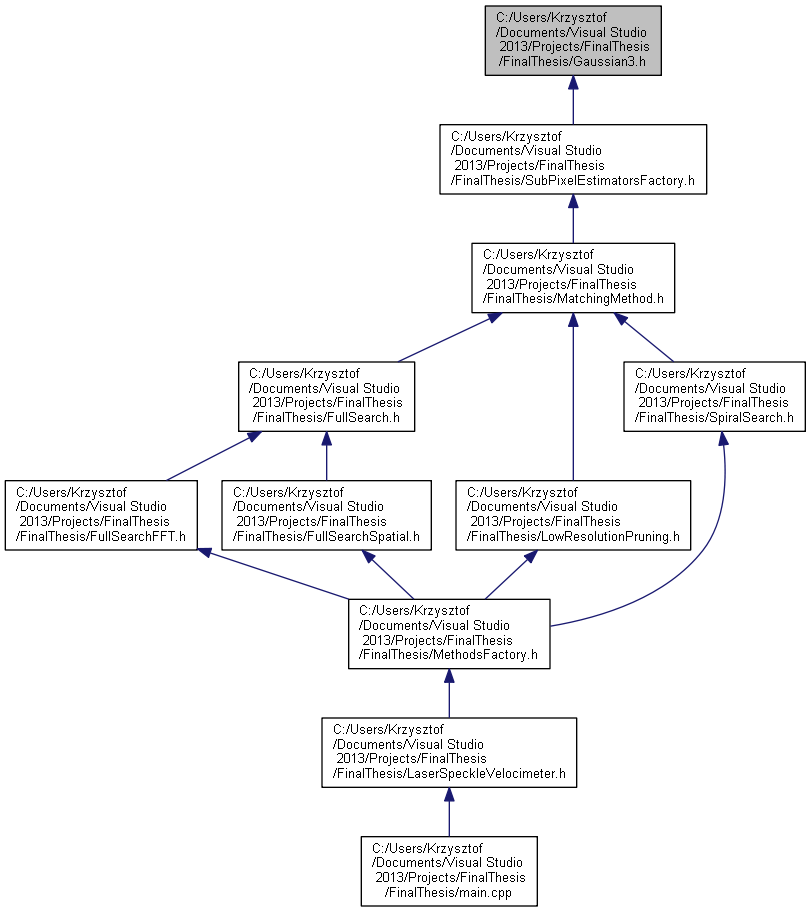 C:/Users/Krzysztof
/Documents/Visual Studio
2013/Projects/FinalThesis
/FinalThesis/Gaussian3.h
C:/Users/Krzysztof
/Documents/Visual Studio
2013/Projects/FinalThesis
/FinalThesis/SubPixelEstimatorsFactory.h
C:/Users/Krzysztof
/Documents/Visual Studio
2013/Projects/FinalThesis
/FinalThesis/MatchingMethod.h
C:/Users/Krzysztof
/Documents/Visual Studio
2013/Projects/FinalThesis
/FinalThesis/FullSearch.h
C:/Users/Krzysztof
/Documents/Visual Studio
2013/Projects/FinalThesis
/FinalThesis/SpiralSearch.h
C:/Users/Krzysztof
/Documents/Visual Studio
2013/Projects/FinalThesis
/FinalThesis/FullSearchFFT.h
C:/Users/Krzysztof
/Documents/Visual Studio
2013/Projects/FinalThesis
/FinalThesis/FullSearchSpatial.h
C:/Users/Krzysztof
/Documents/Visual Studio
2013/Projects/FinalThesis
/FinalThesis/LowResolutionPruning.h
C:/Users/Krzysztof
/Documents/Visual Studio
2013/Projects/FinalThesis
/FinalThesis/MethodsFactory.h
C:/Users/Krzysztof
/Documents/Visual Studio
2013/Projects/FinalThesis
/FinalThesis/LaserSpeckleVelocimeter.h
C:/Users/Krzysztof
/Documents/Visual Studio
2013/Projects/FinalThesis
/FinalThesis/main.cpp